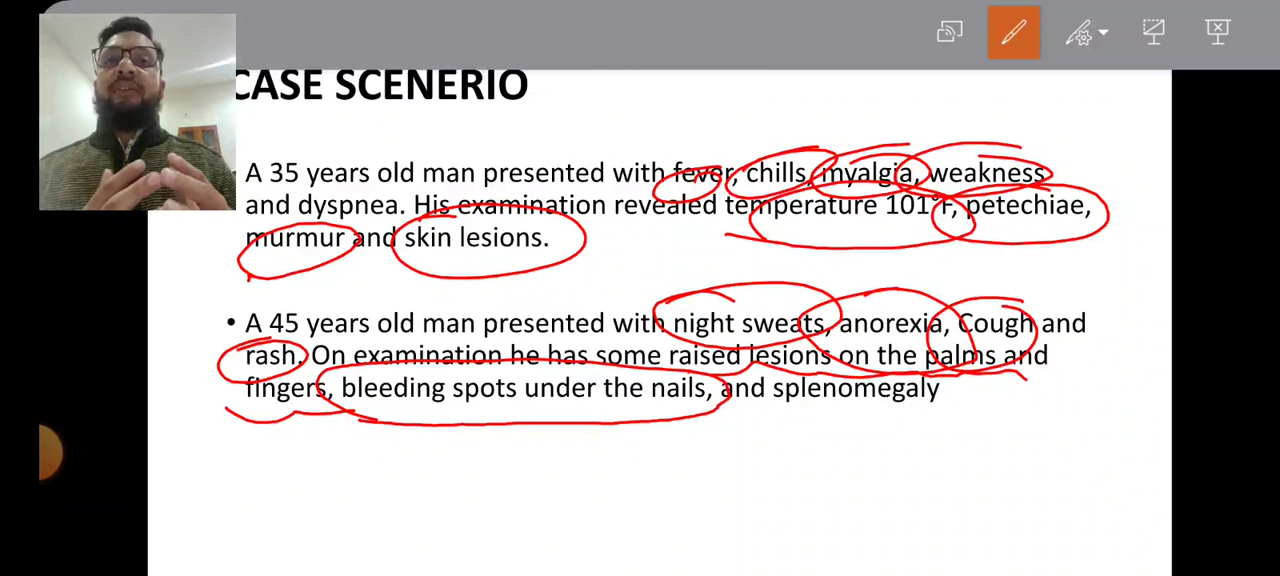 CASE SCENERIO
A 35 years old man presented with fever, chills, myalgia, weakness
and dyspnea. His examination revealed temperature 101°F, petechiae,
murmur and skin lesions.
• A 45 years old man presented with night sweats, anorexia, Cough and
rash. On examination he has some raised lesions on the palms and
fingers, bleeding spots under the nails, and splenomegaly